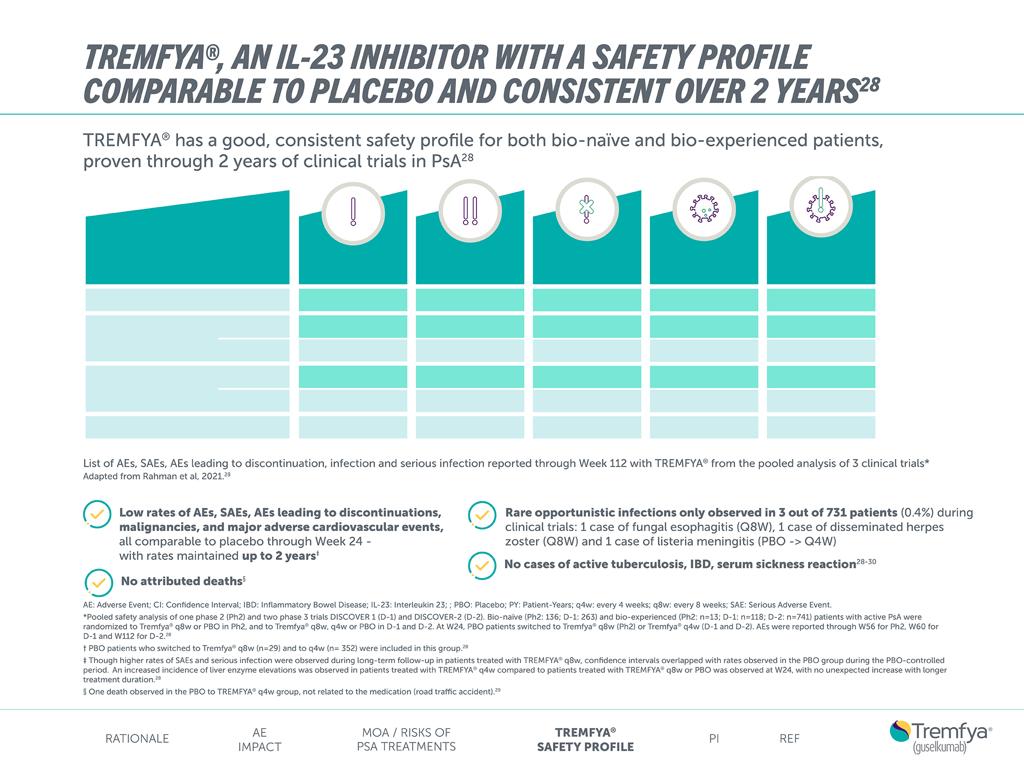 TREMFYA®, AN IL-23 INHIBITOR WITH A SAFETY PROFILE
COMPARABLE TO PLACEBO AND CONSISTENT OVER 2 YEARS28
TREMFYA® has a good, consistent safety profile for both bio-naïve and bio-experienced patients,
proven through 2 years of clinical trials in PsA28
List of AEs, SAEs, AEs leading to discontinuation, infection and serious infection reported through Week 112 with TREMFYA® from the pooled analysis of 3 clinical trials*
Adapted from Rahman et al, 2021.29
Low rates of AEs, SAEs, AEs leading to discontinuations,
malignancies, and major adverse cardiovascular events,
all comparable to placebo through Week 24 -
with rates maintained up to 2 years†
No attributed deaths§
Rare opportunistic infections only observed in 3 out of 731 patients (0.4%) during
clinical trials: 1 case of fungal esophagitis (Q8W), 1 case of disseminated herpes
zoster (Q8W) and 1 case of listeria meningitis (PBO -> Q4W)
No cases of active tuberculosis, IBD, serum sickness reaction28-30
AE: Adverse Event; CI: Confidence Interval; IBD: Inflammatory Bowel Disease; IL-23: Interleukin 23; ; PBO: Placebo; PY: Patient-Years; q4w: every 4 weeks; q8w: every 8 weeks; SAE: Serious Adverse Event.
*Pooled safety analysis of one phase 2 (Ph2) and two phase 3 trials DISCOVER 1 (D-1) and DISCOVER-2 (D-2). Bio-naïve (Ph2: 136; D-1: 263) and bio-experienced (Ph2: n=13; D-1: n=118; D-2: n=741) patients with active PsA were
randomized to Tremfya® q8w or PBO in Ph2, and to Tremfya® q8w, q4w or PBO in D-1 and D-2. At W24, PBO patients switched to Tremfya® q8w (Ph2) or Tremfya® q4w (D-1 and D-2). AEs were reported through W56 for Ph2, W60 for
D-1 and W112 for D-2.28
† PBO patients who switched to Tremfya® q8w (n=29) and to q4w (n= 352) were included in this group.28
‡ Though higher rates of SAEs and serious infection were observed during long-term follow-up in patients treated with TREMFYA® q8w, confidence intervals overlapped with rates observed in the PBO group during the PBO-controlled
period. An increased incidence of liver enzyme elevations was observed in patients treated with TREMFYA® q4w compared to patients treated with TREMFYA® q8w or PBO was observed at W24, with no unexpected increase with longer
treatment duration.28
§ One death observed in the PBO to TREMFYA® q4w group, not related to the medication (road traffic accident).29
RATIONALE
AE
IMPACT
MOA / RISKS OF
PSA TREATMENTS
TREMFYA®
SAFETY PROFILE
PI
REF
Tremfya®
(guselkumab)